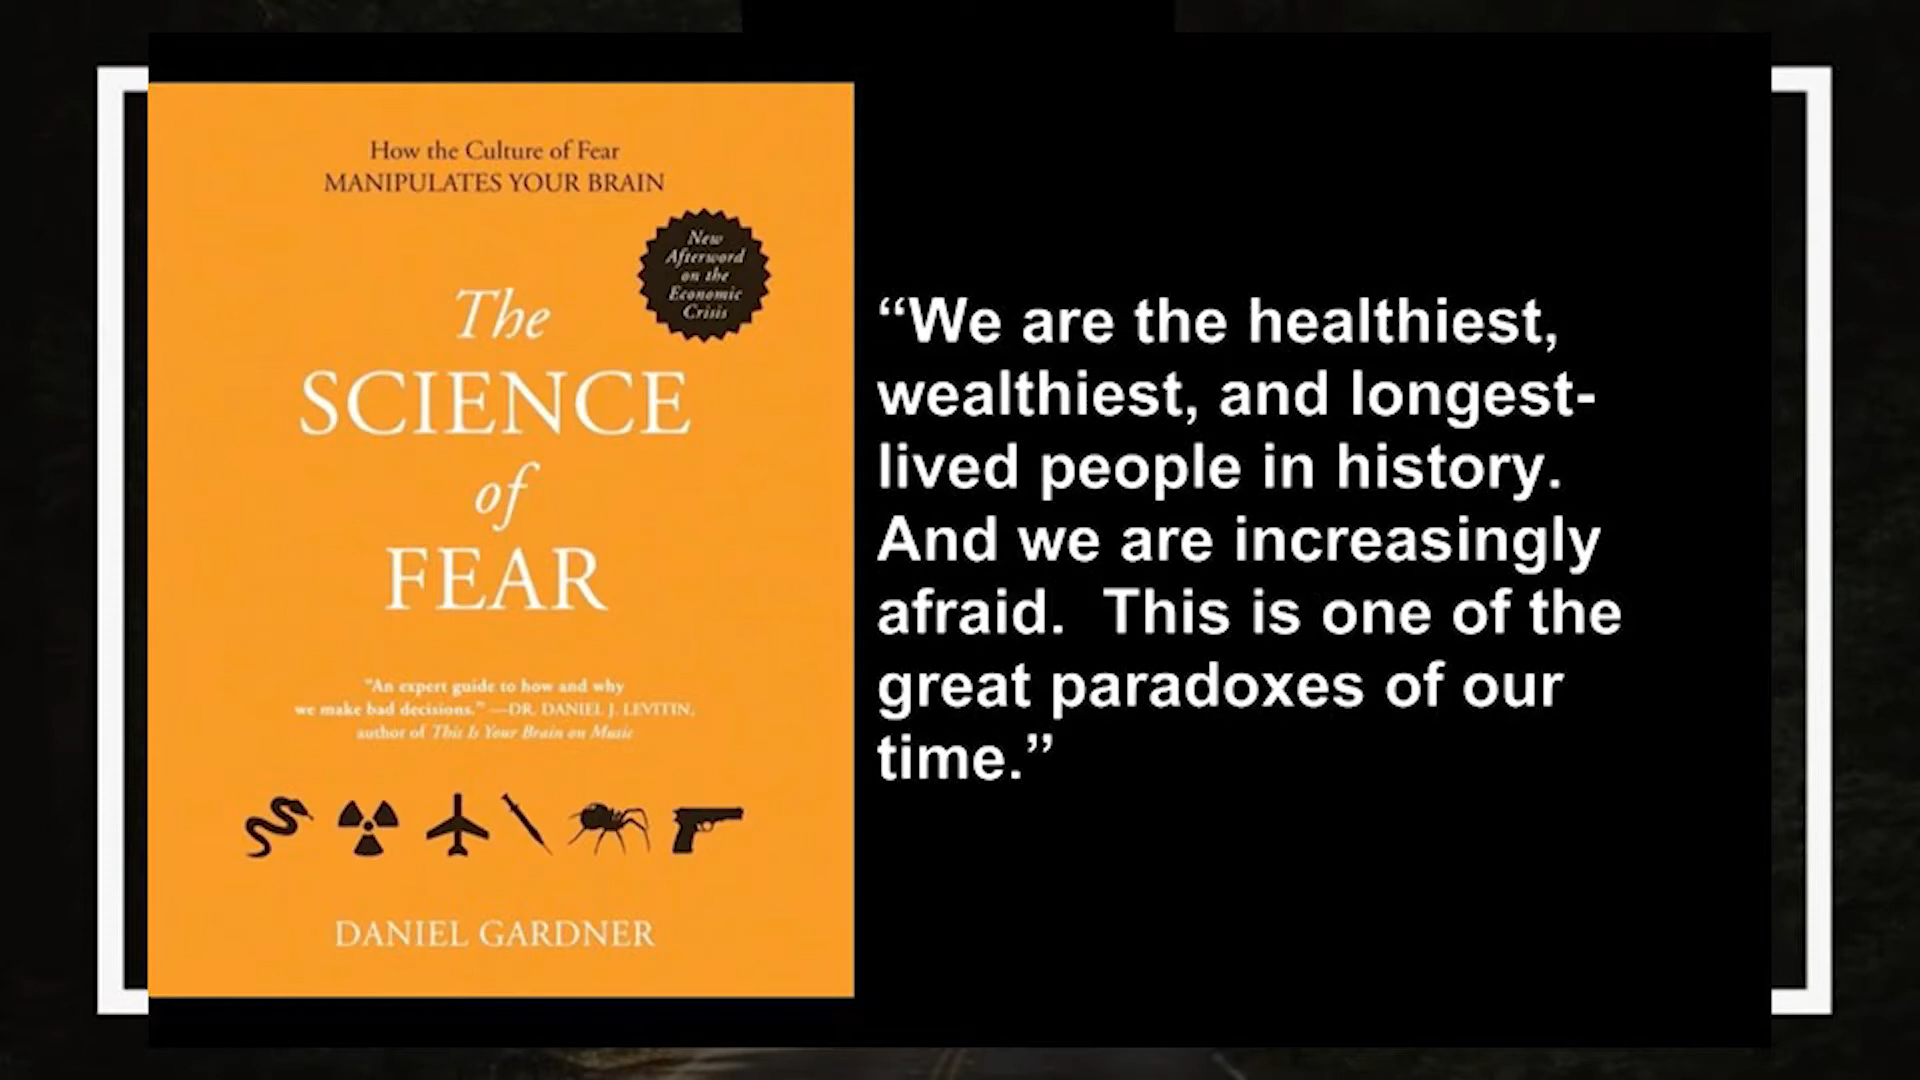 How the Culture of Fear
MANIPULATES YOUR BRAIN
New
Afterword
on the
Economic
Crisis
The
SCIENCE
of
FEAR
"An expert guide to how and why
we make bad decisions." —DR. DANIEL J. LEVITIN,
author of This Is Your Brain on Music
DANIEL GARDNER
“We are the healthiest,
wealthiest, and longest-
lived people in history.
And we are increasingly
afraid.  This is one of the
great paradoxes of our
time.”